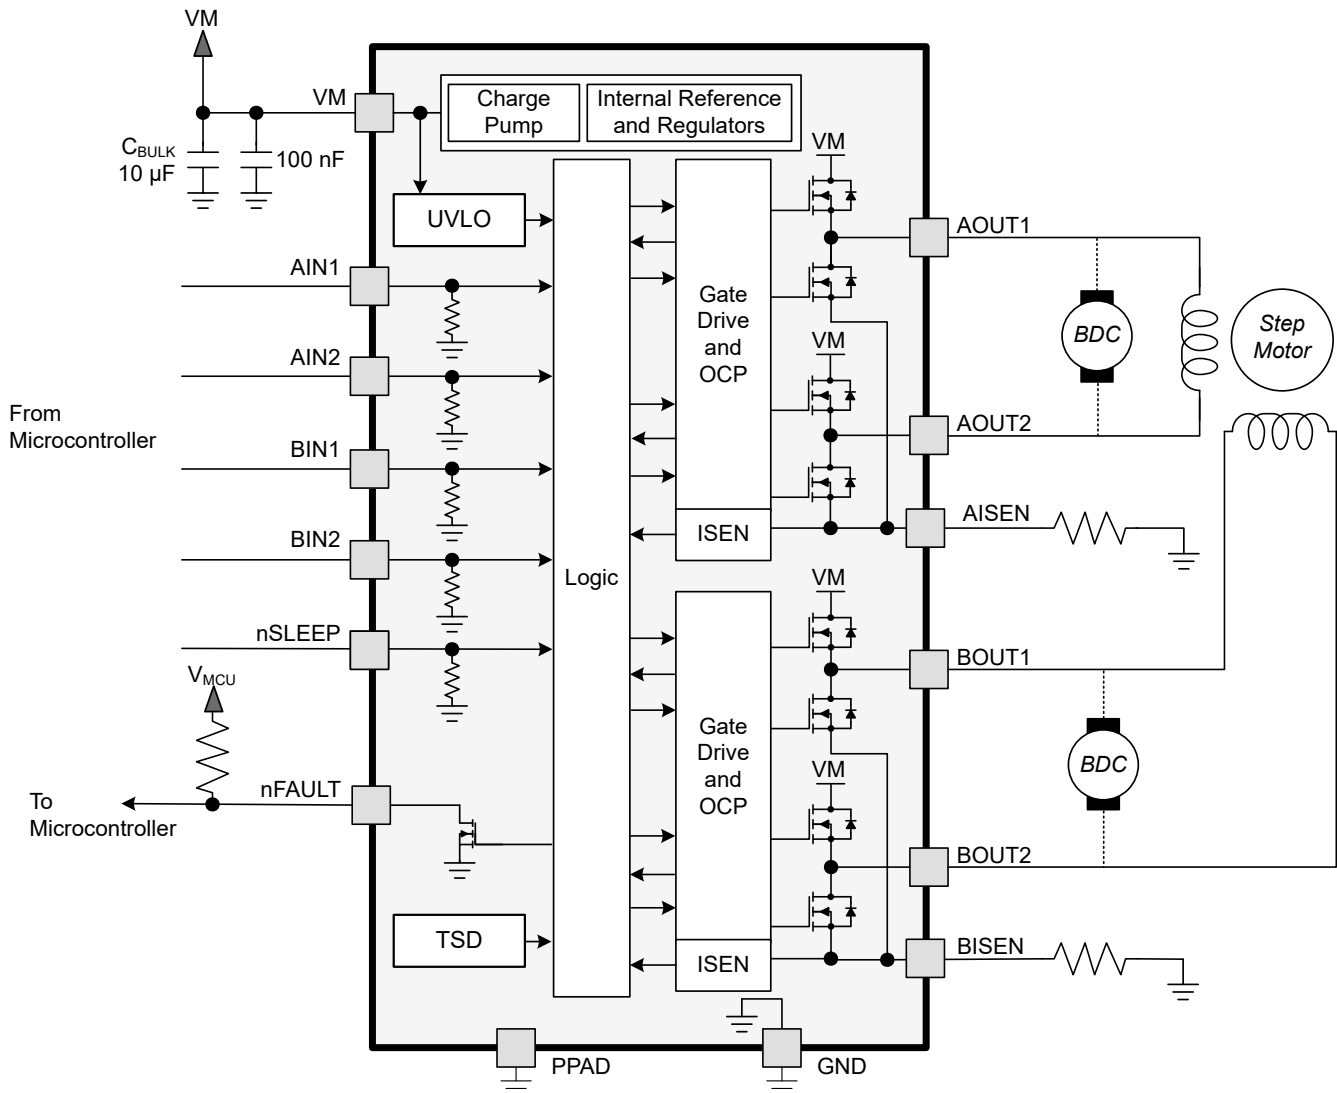 VM
VM
Charge
Pump
Internal Reference
and Regulators
C_BULK
10 µF
100 nF
UVLO
VM
AIN1
AOUT1
Gate
Drive
and
OCP
BDC
Step
Motor
VM
AIN2
From
Microcontroller
AOUT2
BIN1
AISEN
ISEN
BIN2
Logic
VM
nSLEEP
BOUT1
V_MCU
Gate
Drive
and
OCP
BDC
VM
nFAULT
To
Microcontroller
BOUT2
TSD
BISEN
ISEN
PPAD
GND